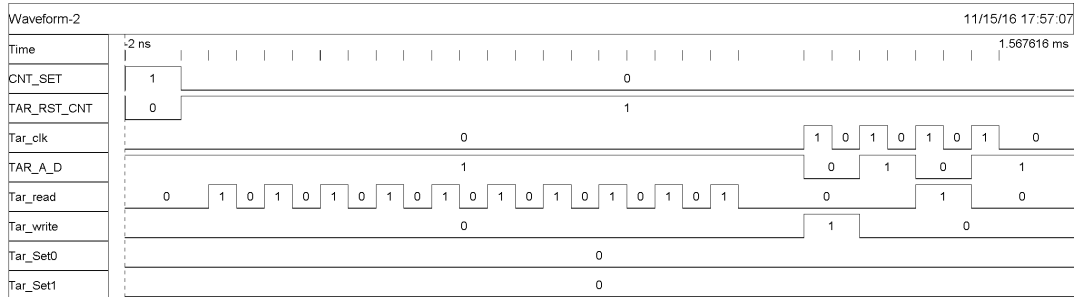 Waveform-2 11/15/16 17:57:07
Time -2 ns 1.567616 ms
CNT_SET 1 0
TAR_RST_CNT 0 1
Tar_clk 0 1 0 1 0 1 0 1 0
TAR_A_D 1 0 1 0 1
Tar_read 0 1 0 1 0 1 0 1 0 1 0 1 0 1 0 1 0 1 0 1 0 1 0
Tar_write 0 1 0
Tar_Set0 0
Tar_Set1 0